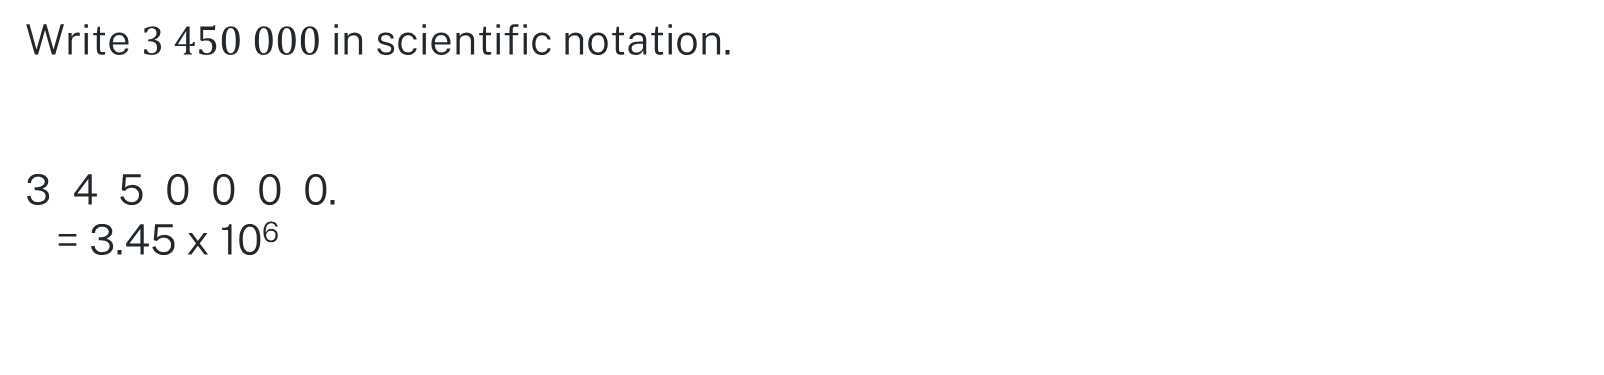 Write 3 450 000 in scientific notation.
3 4 5 0 0 0 0.
= 3.45 x 10⁶